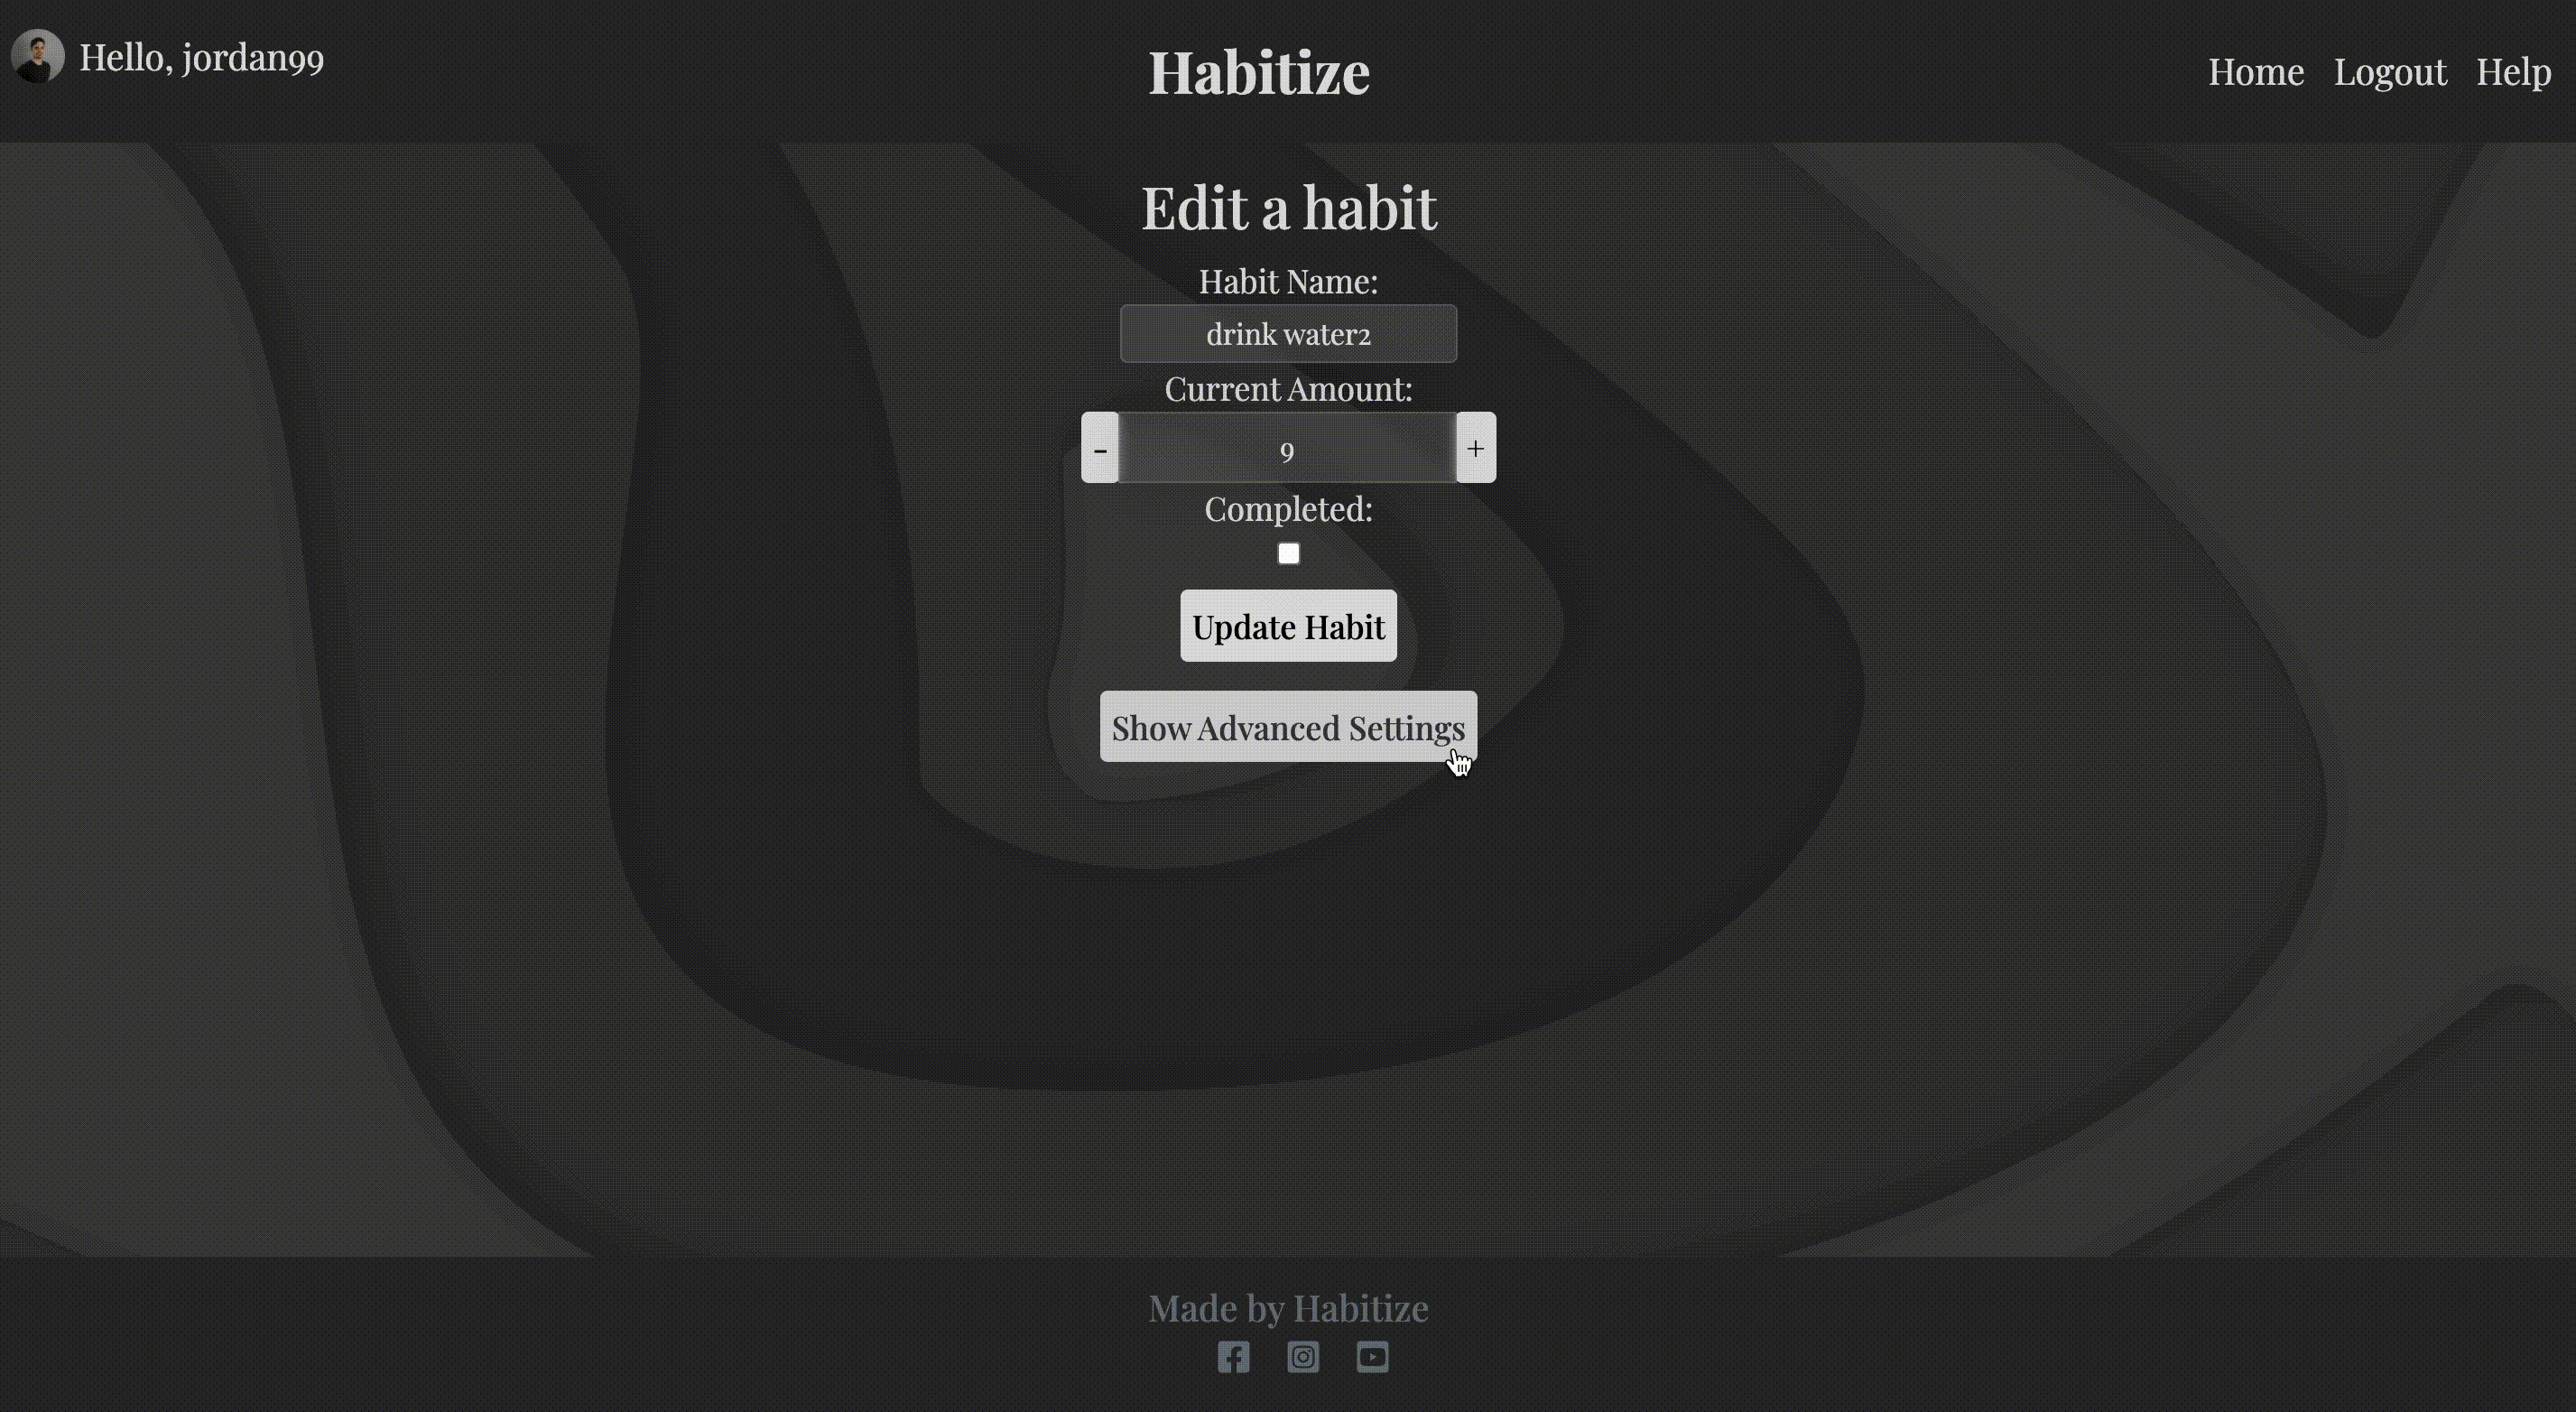 Hello, jordan99
Habitize
Home Logout Help
Edit a habit
Habit Name:
drink water2
Current Amount:
- 9 +
Completed:
Update Habit
Show Advanced Settings
Made by Habitize